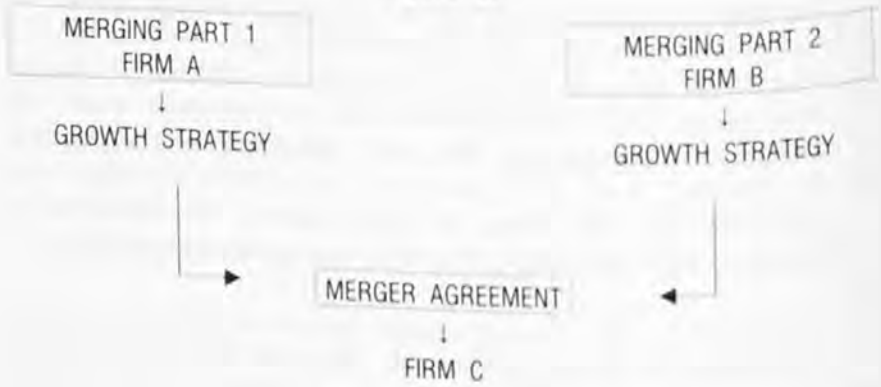 MERGING PART 1
FIRM A
↓
GROWTH STRATEGY
MERGING PART 2
FIRM B
↓
GROWTH STRATEGY
MERGER AGREEMENT
↓
FIRM C